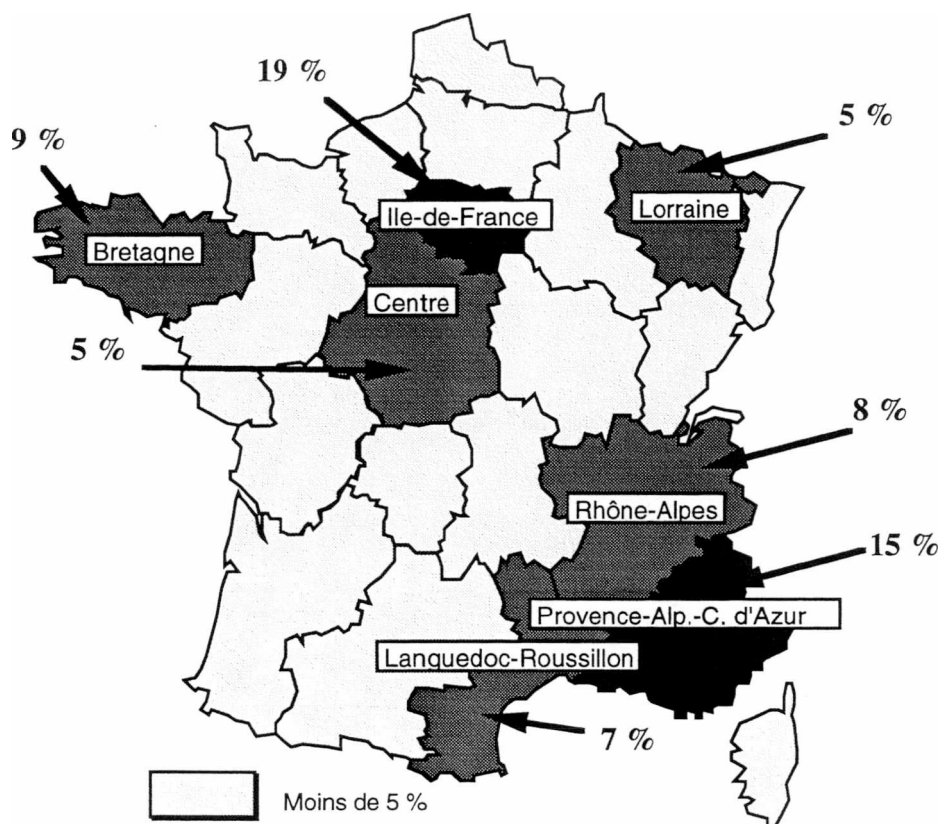 19 %
9 %
5 %
Ile-de-France
Lorraine
Bretagne
Centre
5 %
8 %
Rhône-Alpes
15 %
Provence-Alp.-C. d'Azur
Lanquedoc-Roussillon
7 %
Moins de 5 %